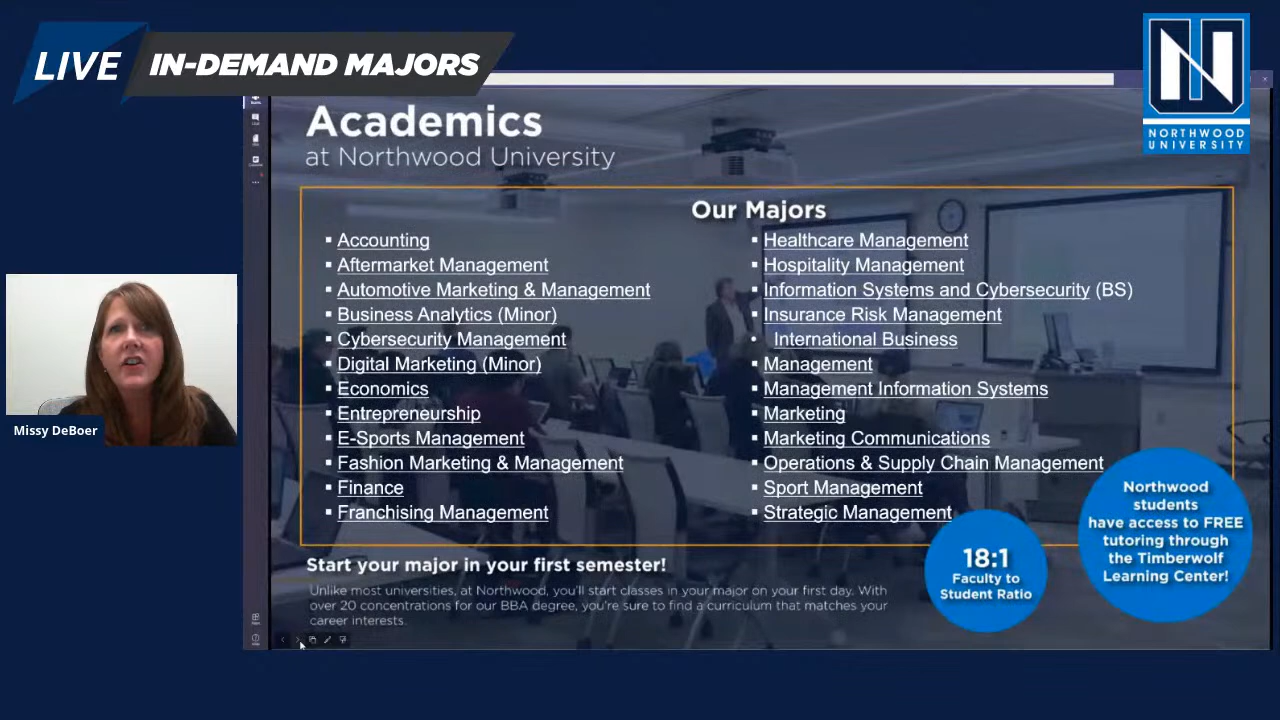 LIVE
IN-DEMAND MAJORS
NORTHWOOD
UNIVERSITY
Academics
at Northwood University
Our Majors
▪ Accounting
▪ Aftermarket Management
▪ Automotive Marketing & Management
▪ Business Analytics (Minor)
▪ Cybersecurity Management
▪ Digital Marketing (Minor)
▪ Economics
▪ Entrepreneurship
▪ E-Sports Management
▪ Fashion Marketing & Management
▪ Finance
▪ Franchising Management
▪ Healthcare Management
▪ Hospitality Management
▪ Information Systems and Cybersecurity (BS)
▪ Insurance Risk Management
• International Business
▪ Management
▪ Management Information Systems
▪ Marketing
▪ Marketing Communications
▪ Operations & Supply Chain Management
▪ Sport Management
▪ Strategic Management
Missy DeBoer
Start your major in your first semester!
Unlike most universities, at Northwood, you'll start classes in your major on your first day. With
over 20 concentrations for our BBA degree, you're sure to find a curriculum that matches your
career interests.
18:1
Faculty to
Student Ratio
Northwood
students
have access to FREE
tutoring through
the Timberwolf
Learning Center!